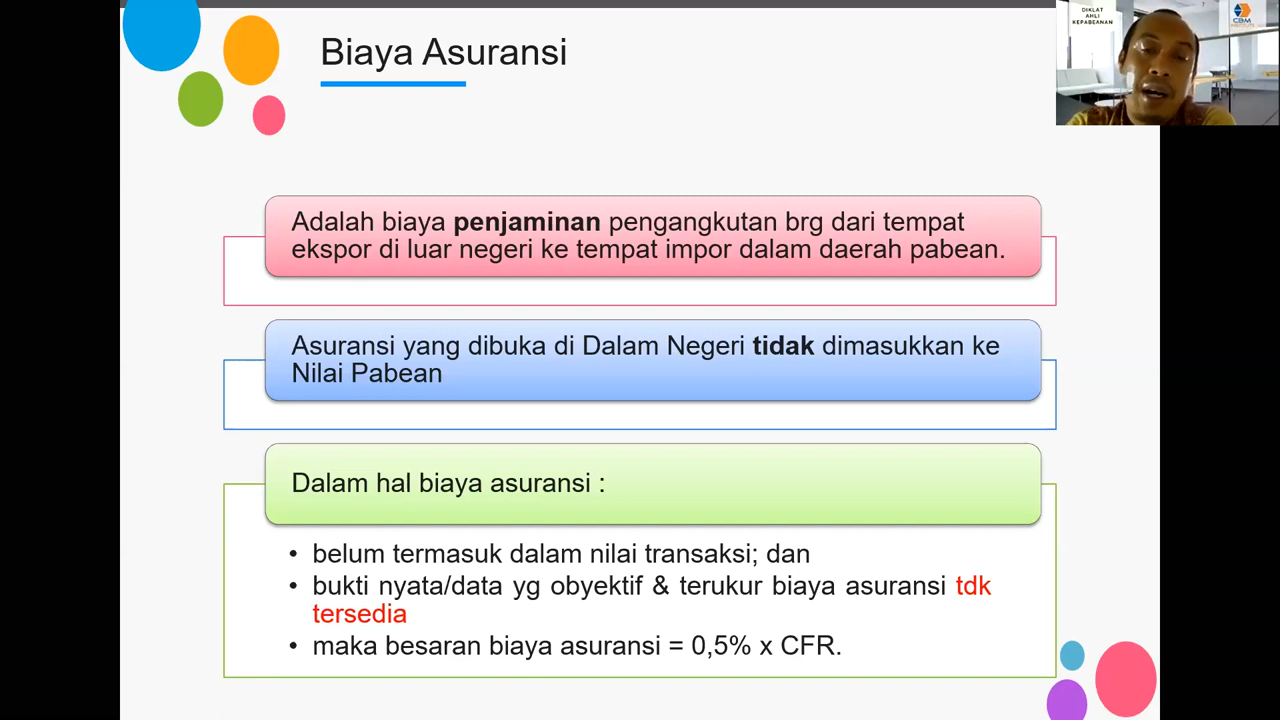 Biaya Asuransi
DIKLAT
AHLI
KEPABEANAN
CBM
INSTITUTE
Adalah biaya penjaminan pengangkutan brg dari tempat
ekspor di luar negeri ke tempat impor dalam daerah pabean.
Asuransi yang dibuka di Dalam Negeri tidak dimasukkan ke
Nilai Pabean
Dalam hal biaya asuransi :
• belum termasuk dalam nilai transaksi; dan
• bukti nyata/data yg obyektif & terukur biaya asuransi tdk
tersedia
• maka besaran biaya asuransi = 0,5% x CFR.